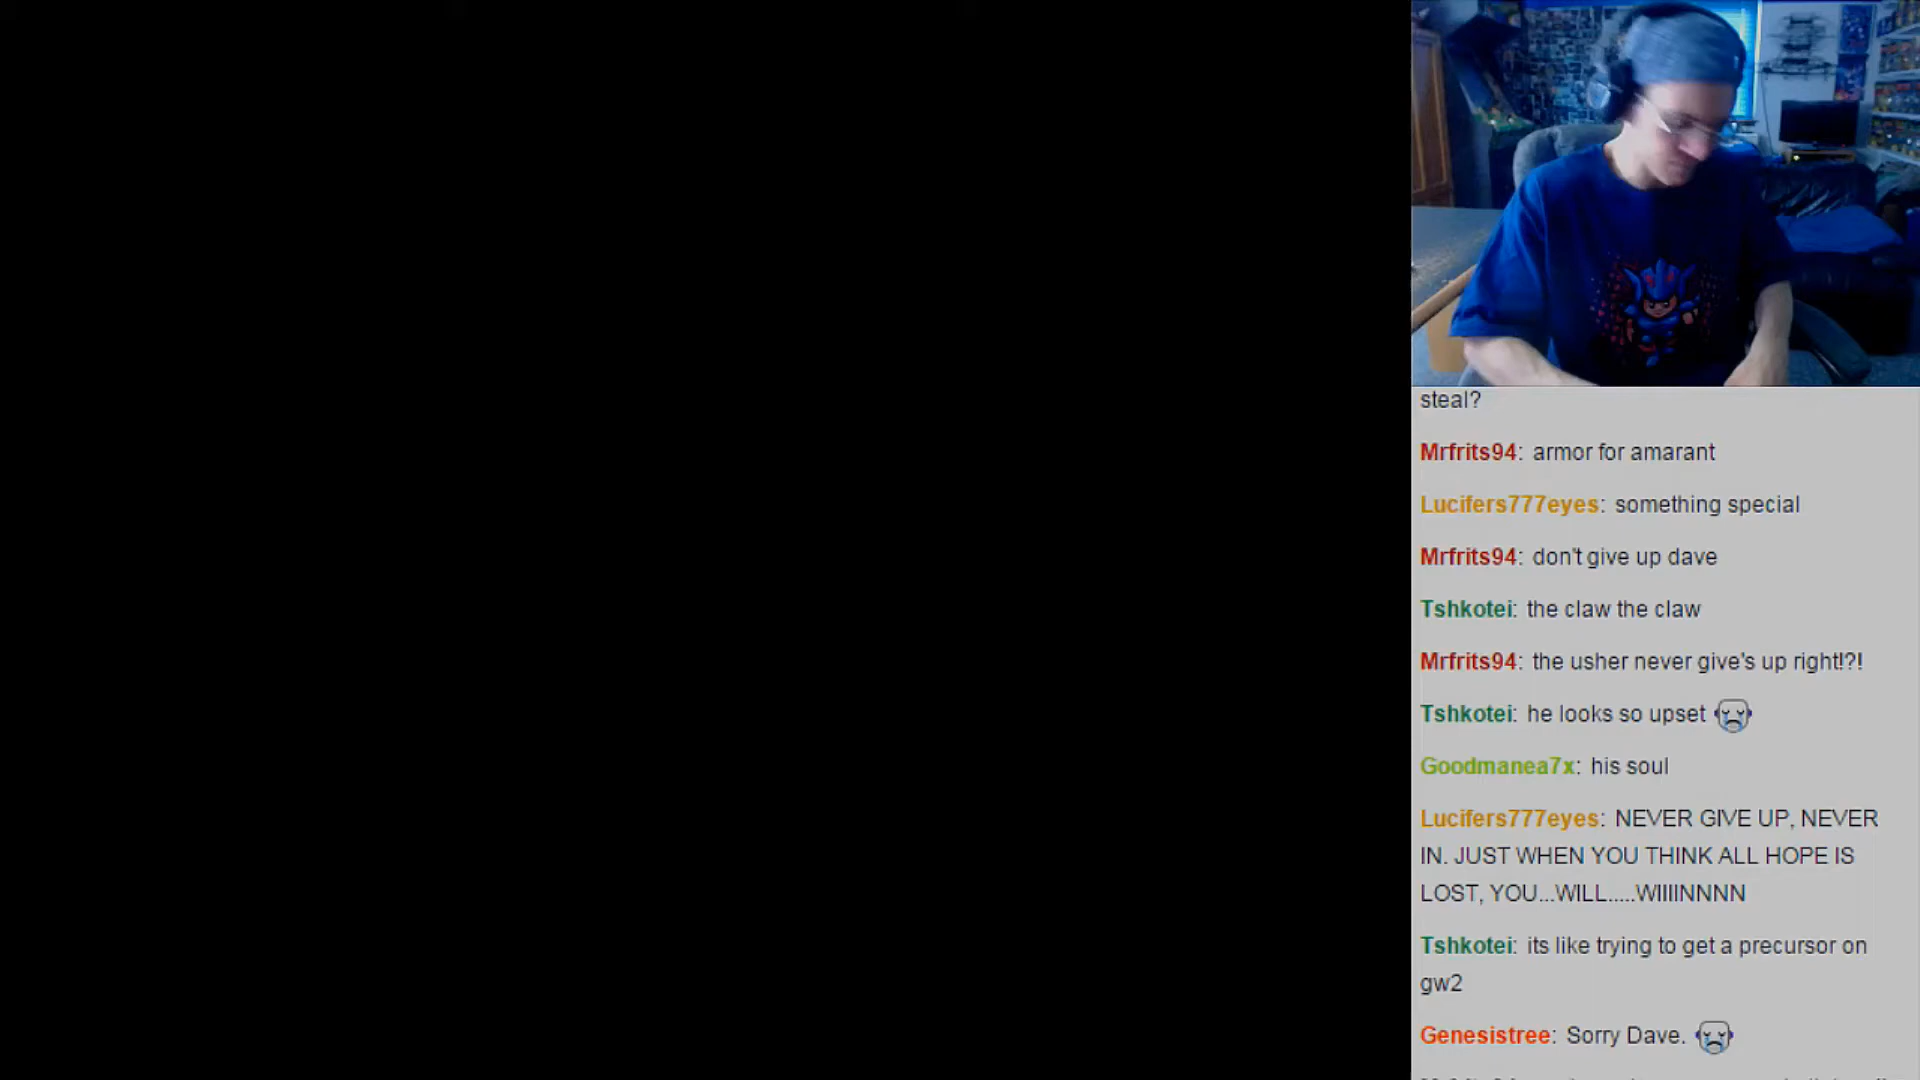 steal?
Mrfrits94: armor for amarant
Lucifers777eyes: something special
Mrfrits94: don't give up dave
Tshkotei: the claw the claw
Mrfrits94: the usher never give's up right!?!
Tshkotei: he looks so upset
Goodmanea7x: his soul
Lucifers777eyes: NEVER GIVE UP, NEVER
IN. JUST WHEN YOU THINK ALL HOPE IS
LOST, YOU...WILL.....WIIIINNNN
Tshkotei: its like trying to get a precursor on
gw2
Genesistree: Sorry Dave.